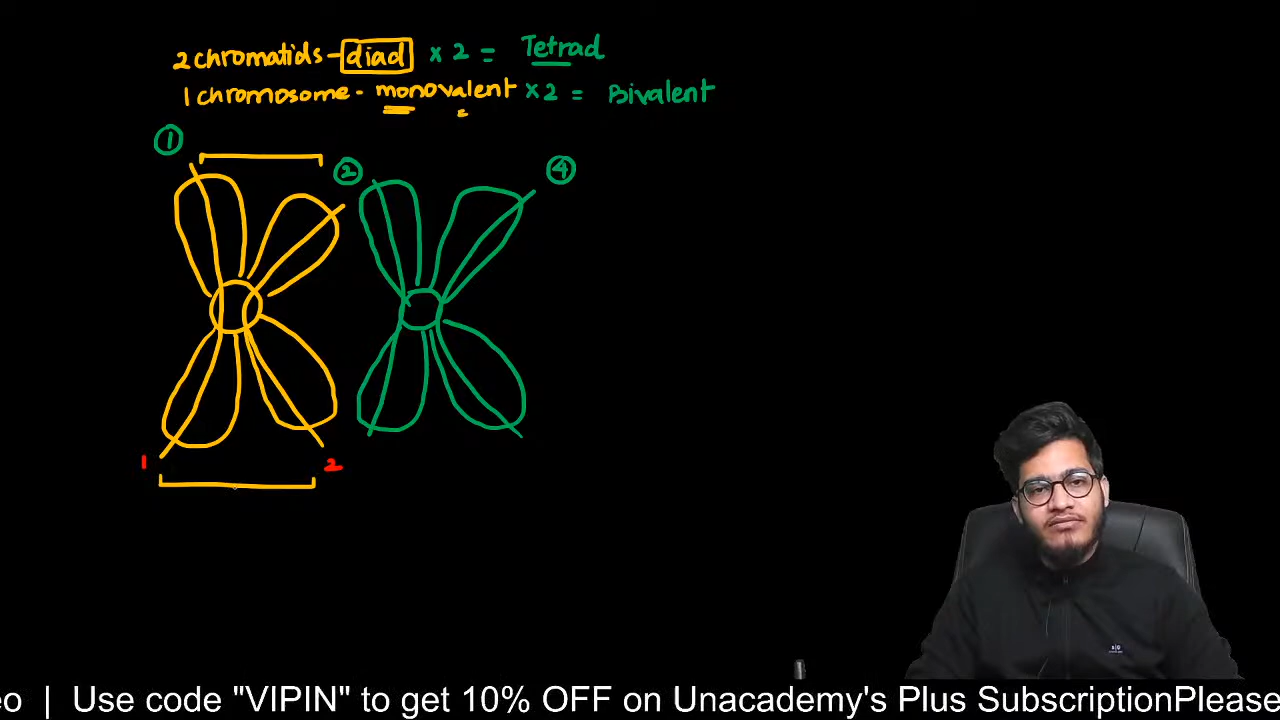 2 chromatids - diad × 2 = Tetrad
1 chromosome - monovalent × 2 = Bivalent
①
② ④
1 2
eo | Use code "VIPIN" to get 10% OFF on Unacademy's Plus SubscriptionPlease